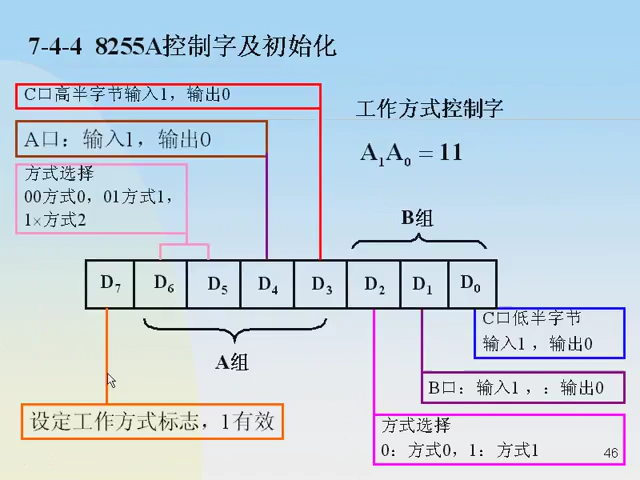 7-4-4 8255A控制字及初始化
C口高半字节输入1，输出0
工作方式控制字
A口：输入1，输出0
A1A0 = 11
方式选择
00方式0，01方式1，
1×方式2
B组
D7 D6 D5 D4 D3 D2 D1 D0
C口低半字节
输入1，输出0
A组
B口：输入1，：输出0
设定工作方式标志，1有效
方式选择
0：方式0，1：方式1
46